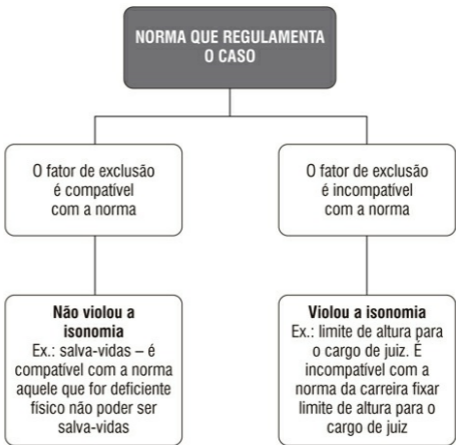 NORMA QUE REGULAMENTA
O CASO
O fator de exclusão
é compatível
com a norma
O fator de exclusão
é incompatível
com a norma
Não violou a
isonomia
Ex.: salva-vidas – é
compatível com a norma
aquele que for deficiente
físico não poder ser
salva-vidas
Violou a isonomia
Ex.: limite de altura para
o cargo de juiz. É
incompatível com a
norma da carreira fixar
limite de altura para o
cargo de juiz